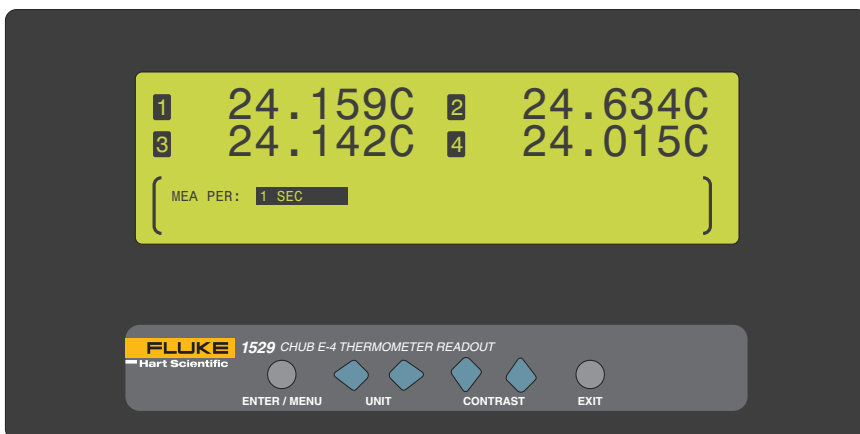 1 24.159C 2 24.634C
3 24.142C 4 24.015C
MEA PER: 1 SEC
FLUKE 1529 CHUB E-4 THERMOMETER READOUT
Hart Scientific
ENTER / MENU UNIT CONTRAST EXIT